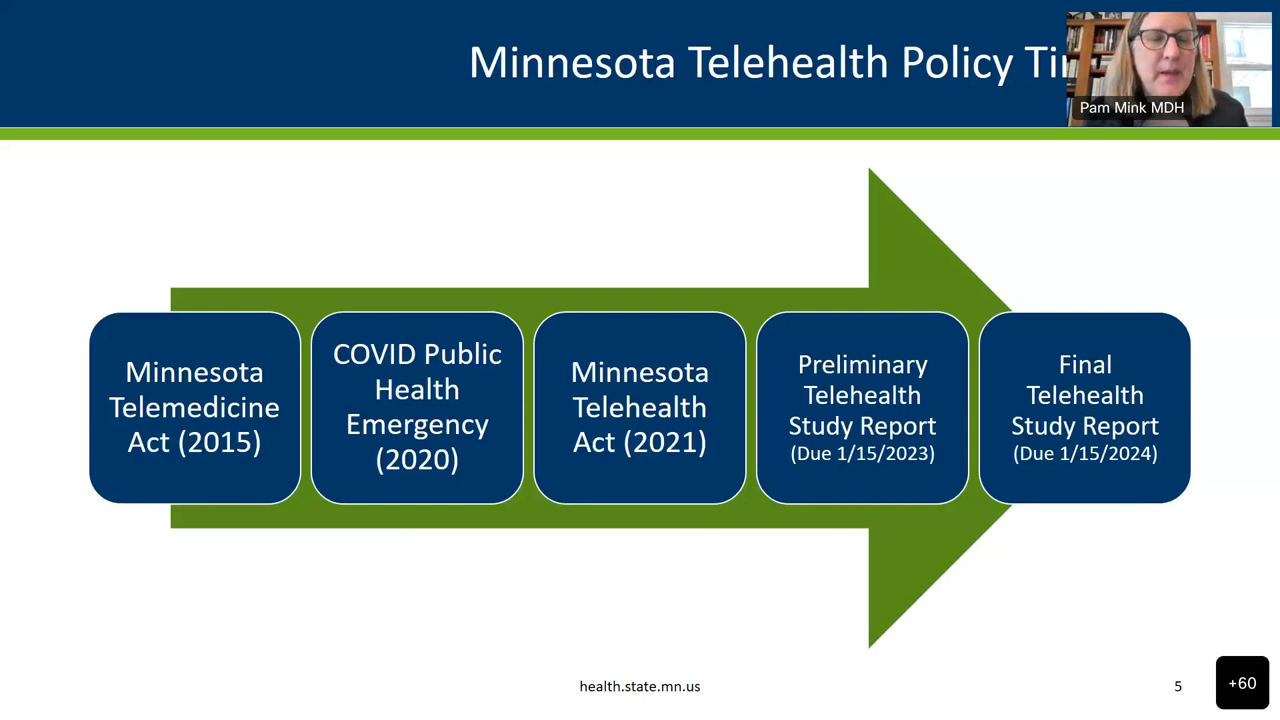 Minnesota Telehealth Policy
Pam Mink MDH
Minnesota
Telemedicine
Act (2015)
COVID Public
Health
Emergency
(2020)
Minnesota
Telehealth
Act (2021)
Preliminary
Telehealth
Study Report
(Due 1/15/2023)
Final
Telehealth
Study Report
(Due 1/15/2024)
health.state.mn.us
5
+60